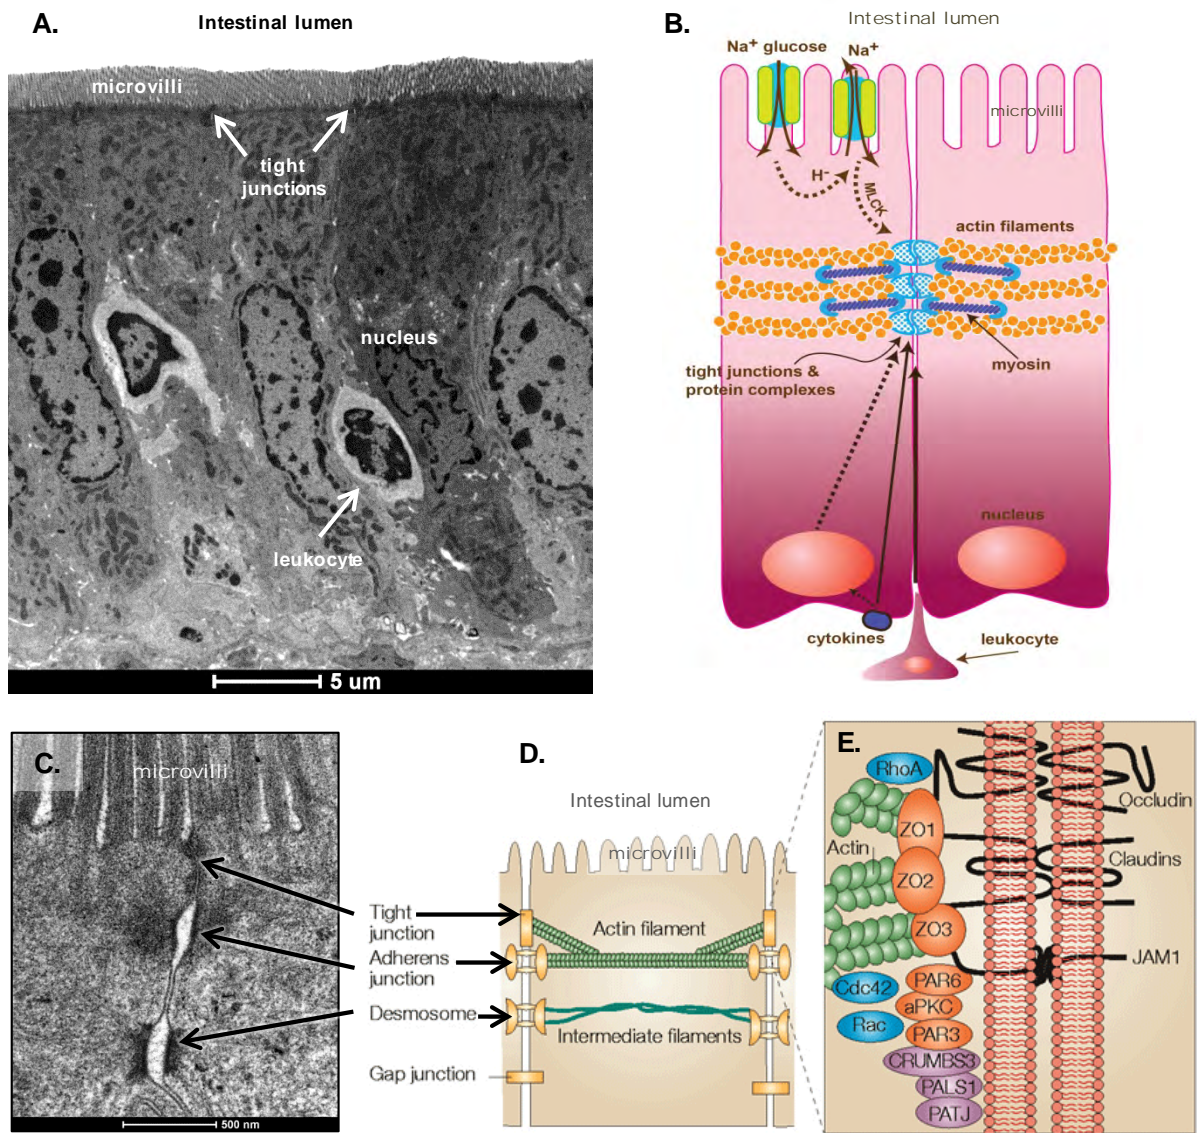 A.
Intestinal lumen
microvilli
tight
junctions
nucleus
leukocyte
5 um
B.
Intestinal lumen
Na+ glucose
Na+
microvilli
H-
MLCK
actin filaments
myosin
tight junctions &
protein complexes
nucleus
cytokines
leukocyte
C.
microvilli
500 nm
D.
Intestinal lumen
microvilli
Tight
junction
Adherens
junction
Desmosome
Gap junction
Actin filament
Intermediate filaments
E.
RhoA
Occludin
ZO1
Actin
Claudins
ZO2
ZO3
JAM1
Cdc42
PAR6
aPKC
Rac
PAR3
CRUMBS3
PALS1
PATJ